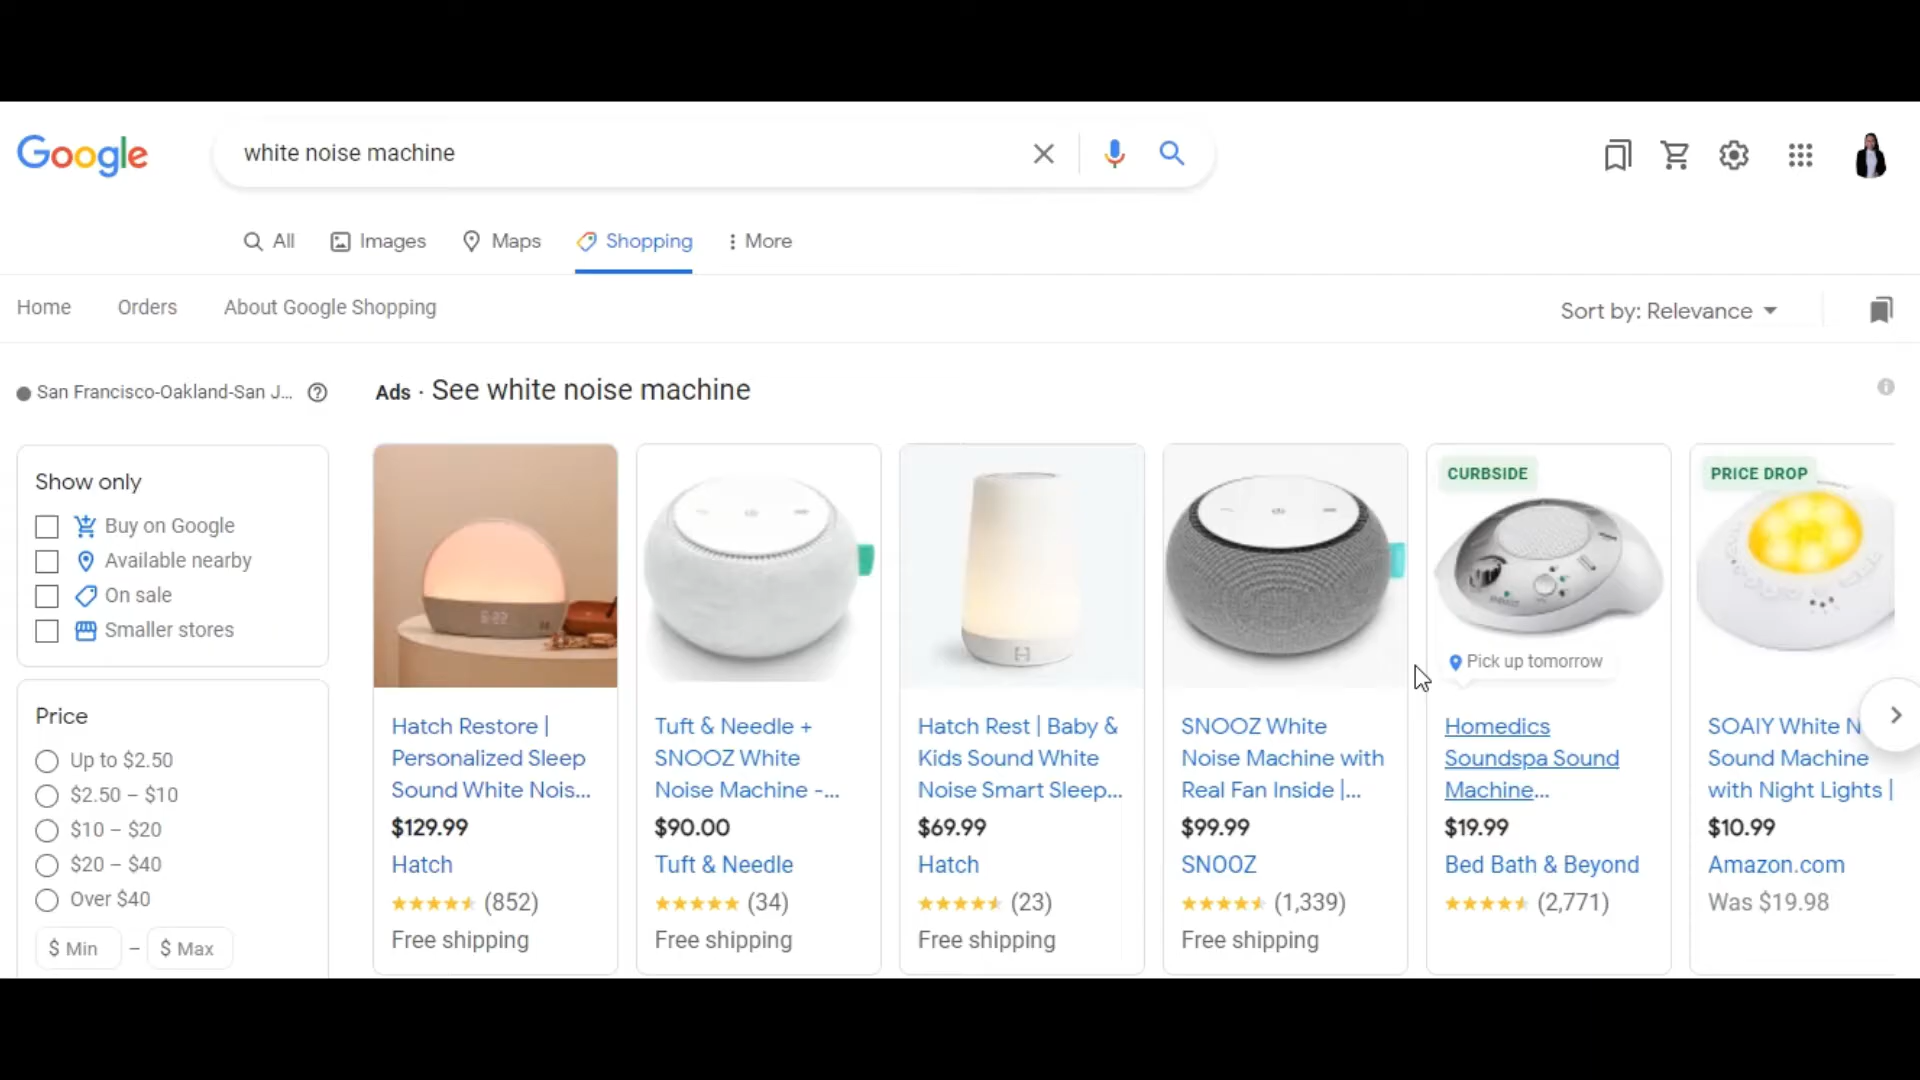 Google
white noise machine
All Images Maps Shopping More
Home Orders About Google Shopping
Sort by: Relevance
San Francisco-Oakland-San J...
Ads · See white noise machine
Show only
Buy on Google
Available nearby
On sale
Smaller stores
Price
Up to $2.50
$2.50 – $10
$10 – $20
$20 – $40
Over $40
$ Min – $ Max
6:22
Hatch Restore |
Personalized Sleep
Sound White Nois...
$129.99
Hatch
(852)
Free shipping
Tuft & Needle +
SNOOZ White
Noise Machine -...
$90.00
Tuft & Needle
(34)
Free shipping
Hatch Rest | Baby &
Kids Sound White
Noise Smart Sleep...
$69.99
Hatch
(23)
Free shipping
SNOOZ White
Noise Machine with
Real Fan Inside |...
$99.99
SNOOZ
(1,339)
Free shipping
CURBSIDE
Pick up tomorrow
Homedics
Soundspa Sound
Machine...
$19.99
Bed Bath & Beyond
(2,771)
PRICE DROP
SOAIY White N
Sound Machine
with Night Lights |
$10.99
Amazon.com
Was $19.98